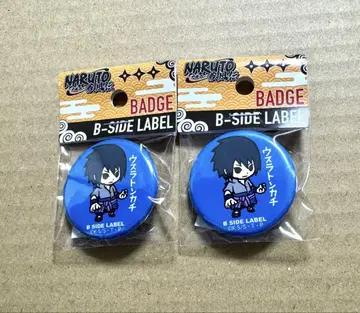 NARUTO
BADGE
B-SIDE LABEL
ウスラトンカチ
B SIDE LABEL
NARUTO
BADGE
B-SIDE LABEL
ウスラトンカチ
B SIDE LABEL